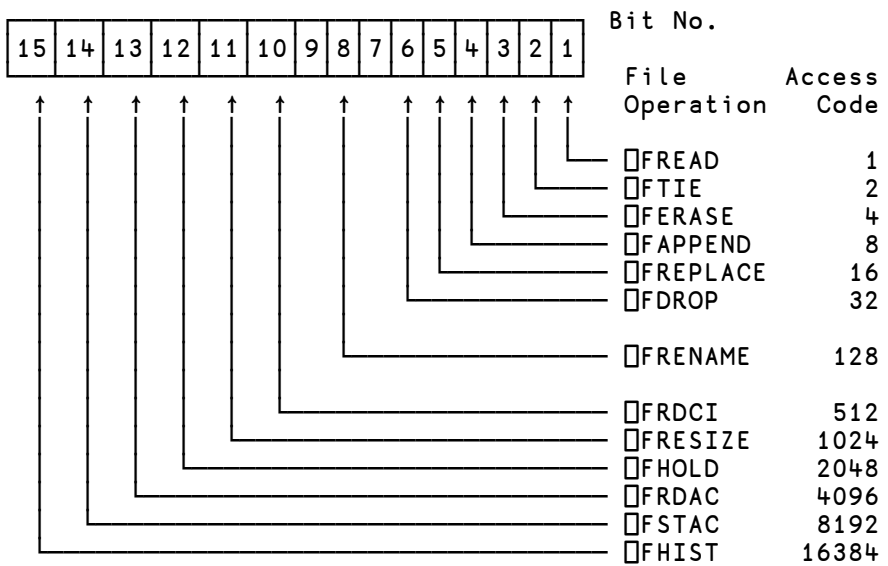 Bit No.
15 14 13 12 11 10 9 8 7 6 5 4 3 2 1
File Access
Operation Code
⎕FREAD 1
⎕FTIE 2
⎕FERASE 4
⎕FAPPEND 8
⎕FREPLACE 16
⎕FDROP 32
⎕FRENAME 128
⎕FRDCI 512
⎕FRESIZE 1024
⎕FHOLD 2048
⎕FRDAC 4096
⎕FSTAC 8192
⎕FHIST 16384